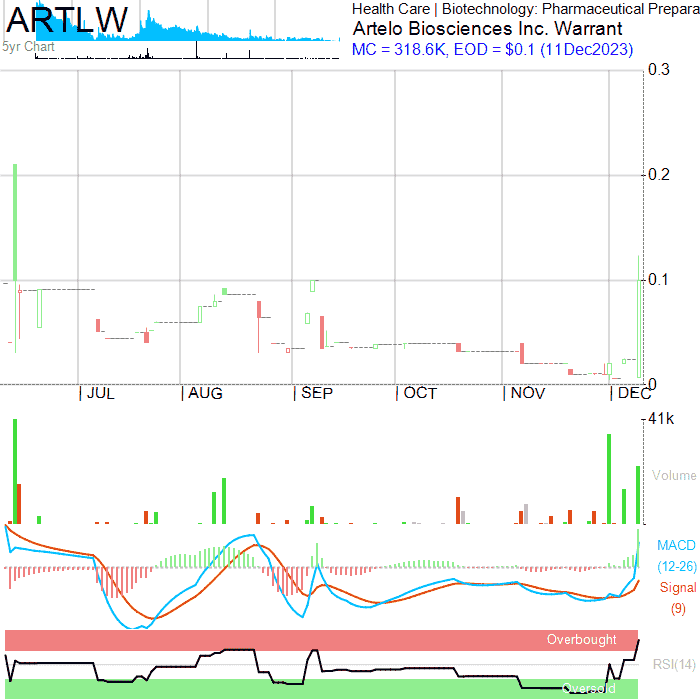 ARTLW
5yr Chart
Health Care | Biotechnology: Pharmaceutical Prepara
Artelo Biosciences Inc. Warrant
MC = 318.6K, EOD = $0.1 (11Dec2023)
0.3
0.2
0.1
0
JUL
AUG
SEP
OCT
NOV
DEC
41k
Volume
MACD
(12-26)
Signal
(9)
Overbought
RSI(14)
Oversold